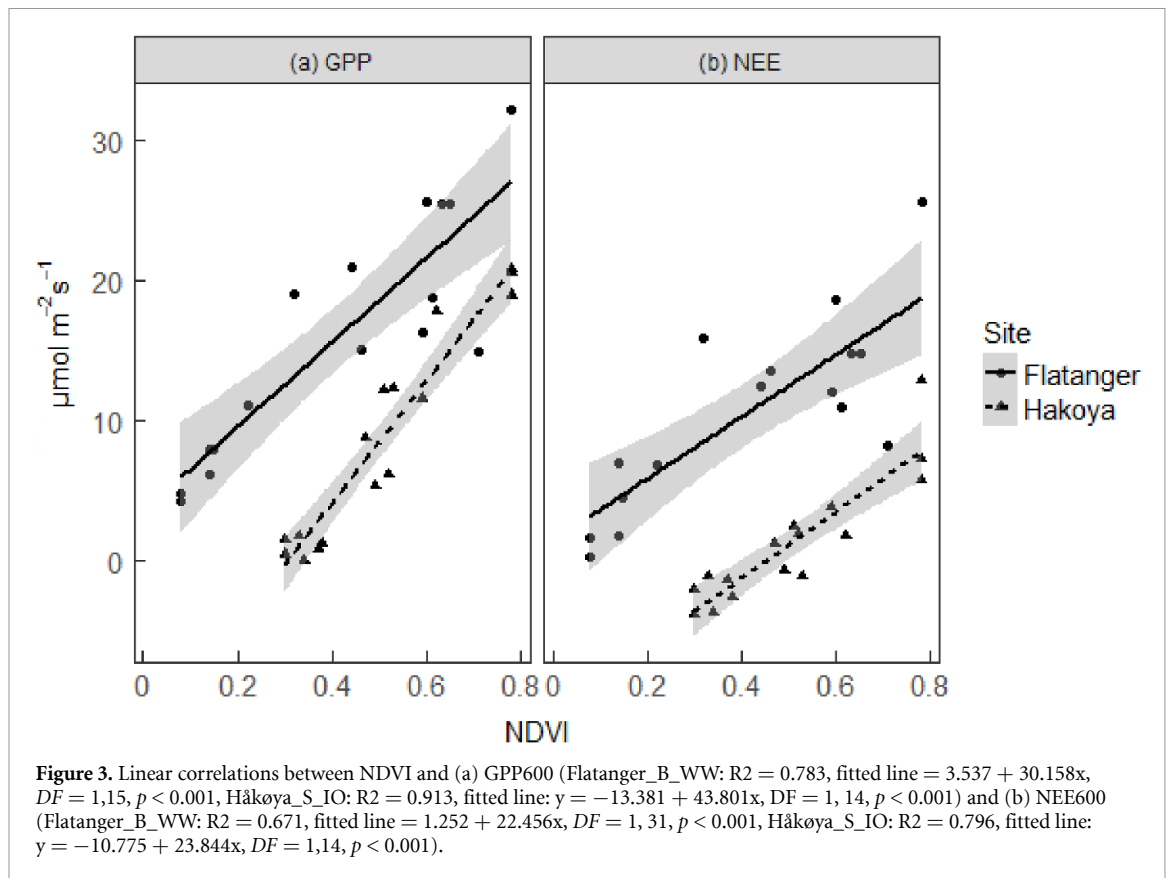 (a) GPP
(b) NEE
30
20
10
0
μmol m⁻² s⁻¹
0 0.2 0.4 0.6 0.8
0 0.2 0.4 0.6 0.8
NDVI
Site
Flatanger
Hakoya
Figure 3. Linear correlations between NDVI and (a) GPP600 (Flatanger_B_WW: R2 = 0.783, fitted line = 3.537 + 30.158x,
DF = 1,15, p < 0.001, Håkøya_S_IO: R2 = 0.913, fitted line: y = −13.381 + 43.801x, DF = 1, 14, p < 0.001) and (b) NEE600
(Flatanger_B_WW: R2 = 0.671, fitted line = 1.252 + 22.456x, DF = 1, 31, p < 0.001, Håkøya_S_IO: R2 = 0.796, fitted line:
y = −10.775 + 23.844x, DF = 1,14, p < 0.001).